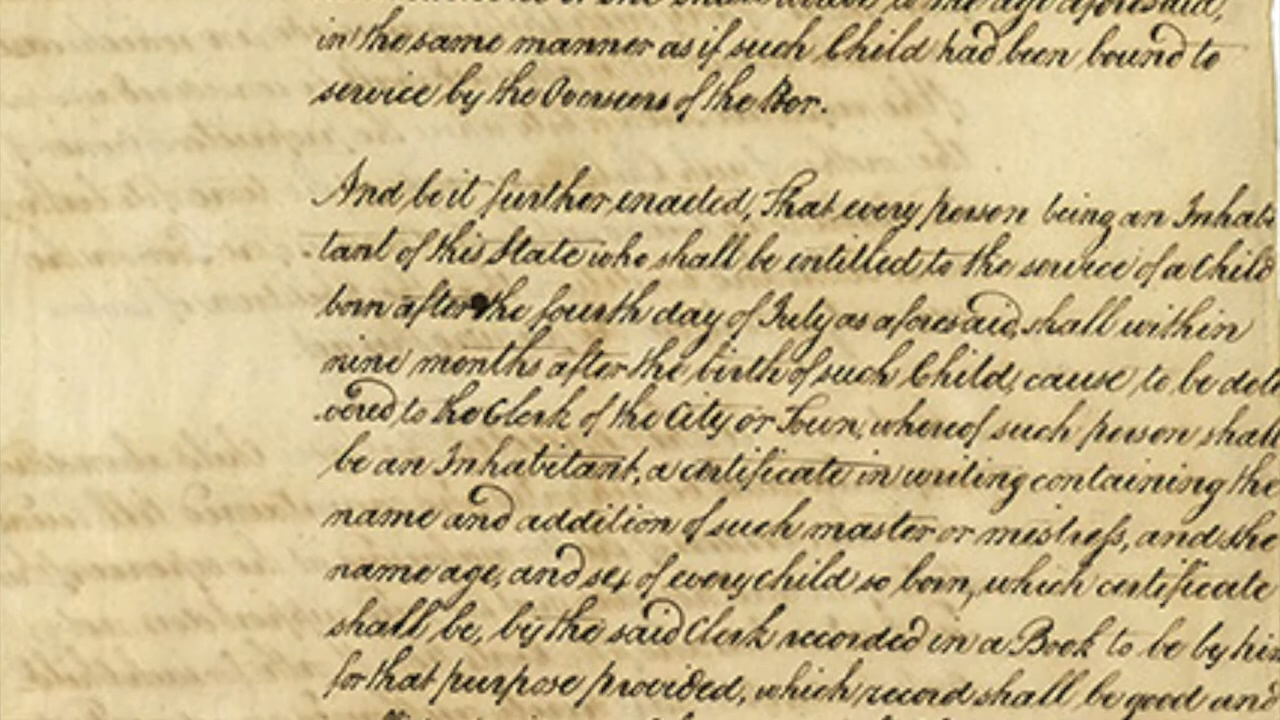 to the age aforesaid,
in the same manner as if such Child had been bound to
service by the Overseers of the Poor.
And be it further enacted, That every person being an Inhabi
tant of this State who shall be entitled to the service of a Child
born after the fourth day of July as aforesaid, shall within
nine months after the birth of such Child, cause to be deli
vered to the Clerk of the City or Town, whereof such person shall
be an Inhabitant, a certificate in writing containing the
name and addition of such master or mistress, and the
name age, and sex of every Child so born, which certificate
shall be, by the said Clerk recorded in a Book to be by him
for that purpose provided, which record shall be good and